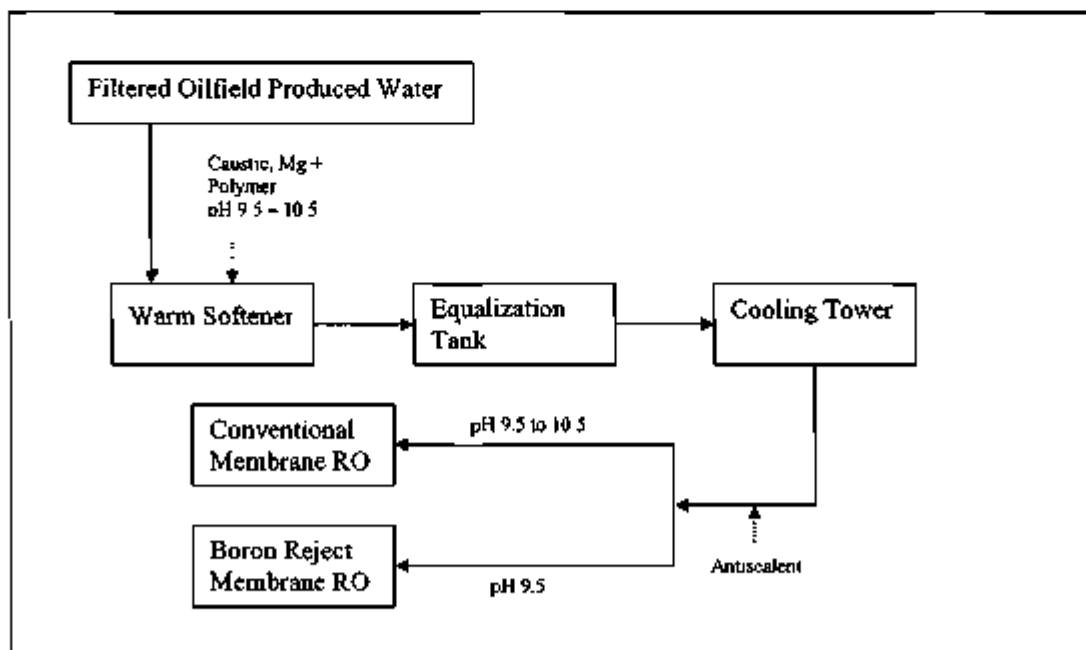 Filtered Oilfield Produced Water
Caustic, Mg +
Polymer
pH 9 5 – 10 5
Warm Softener
Equalization
Tank
Cooling Tower
Conventional
Membrane RO
pH 9.5 to 10 5
Boron Reject
Membrane RO
pH 9.5
Antiscalent